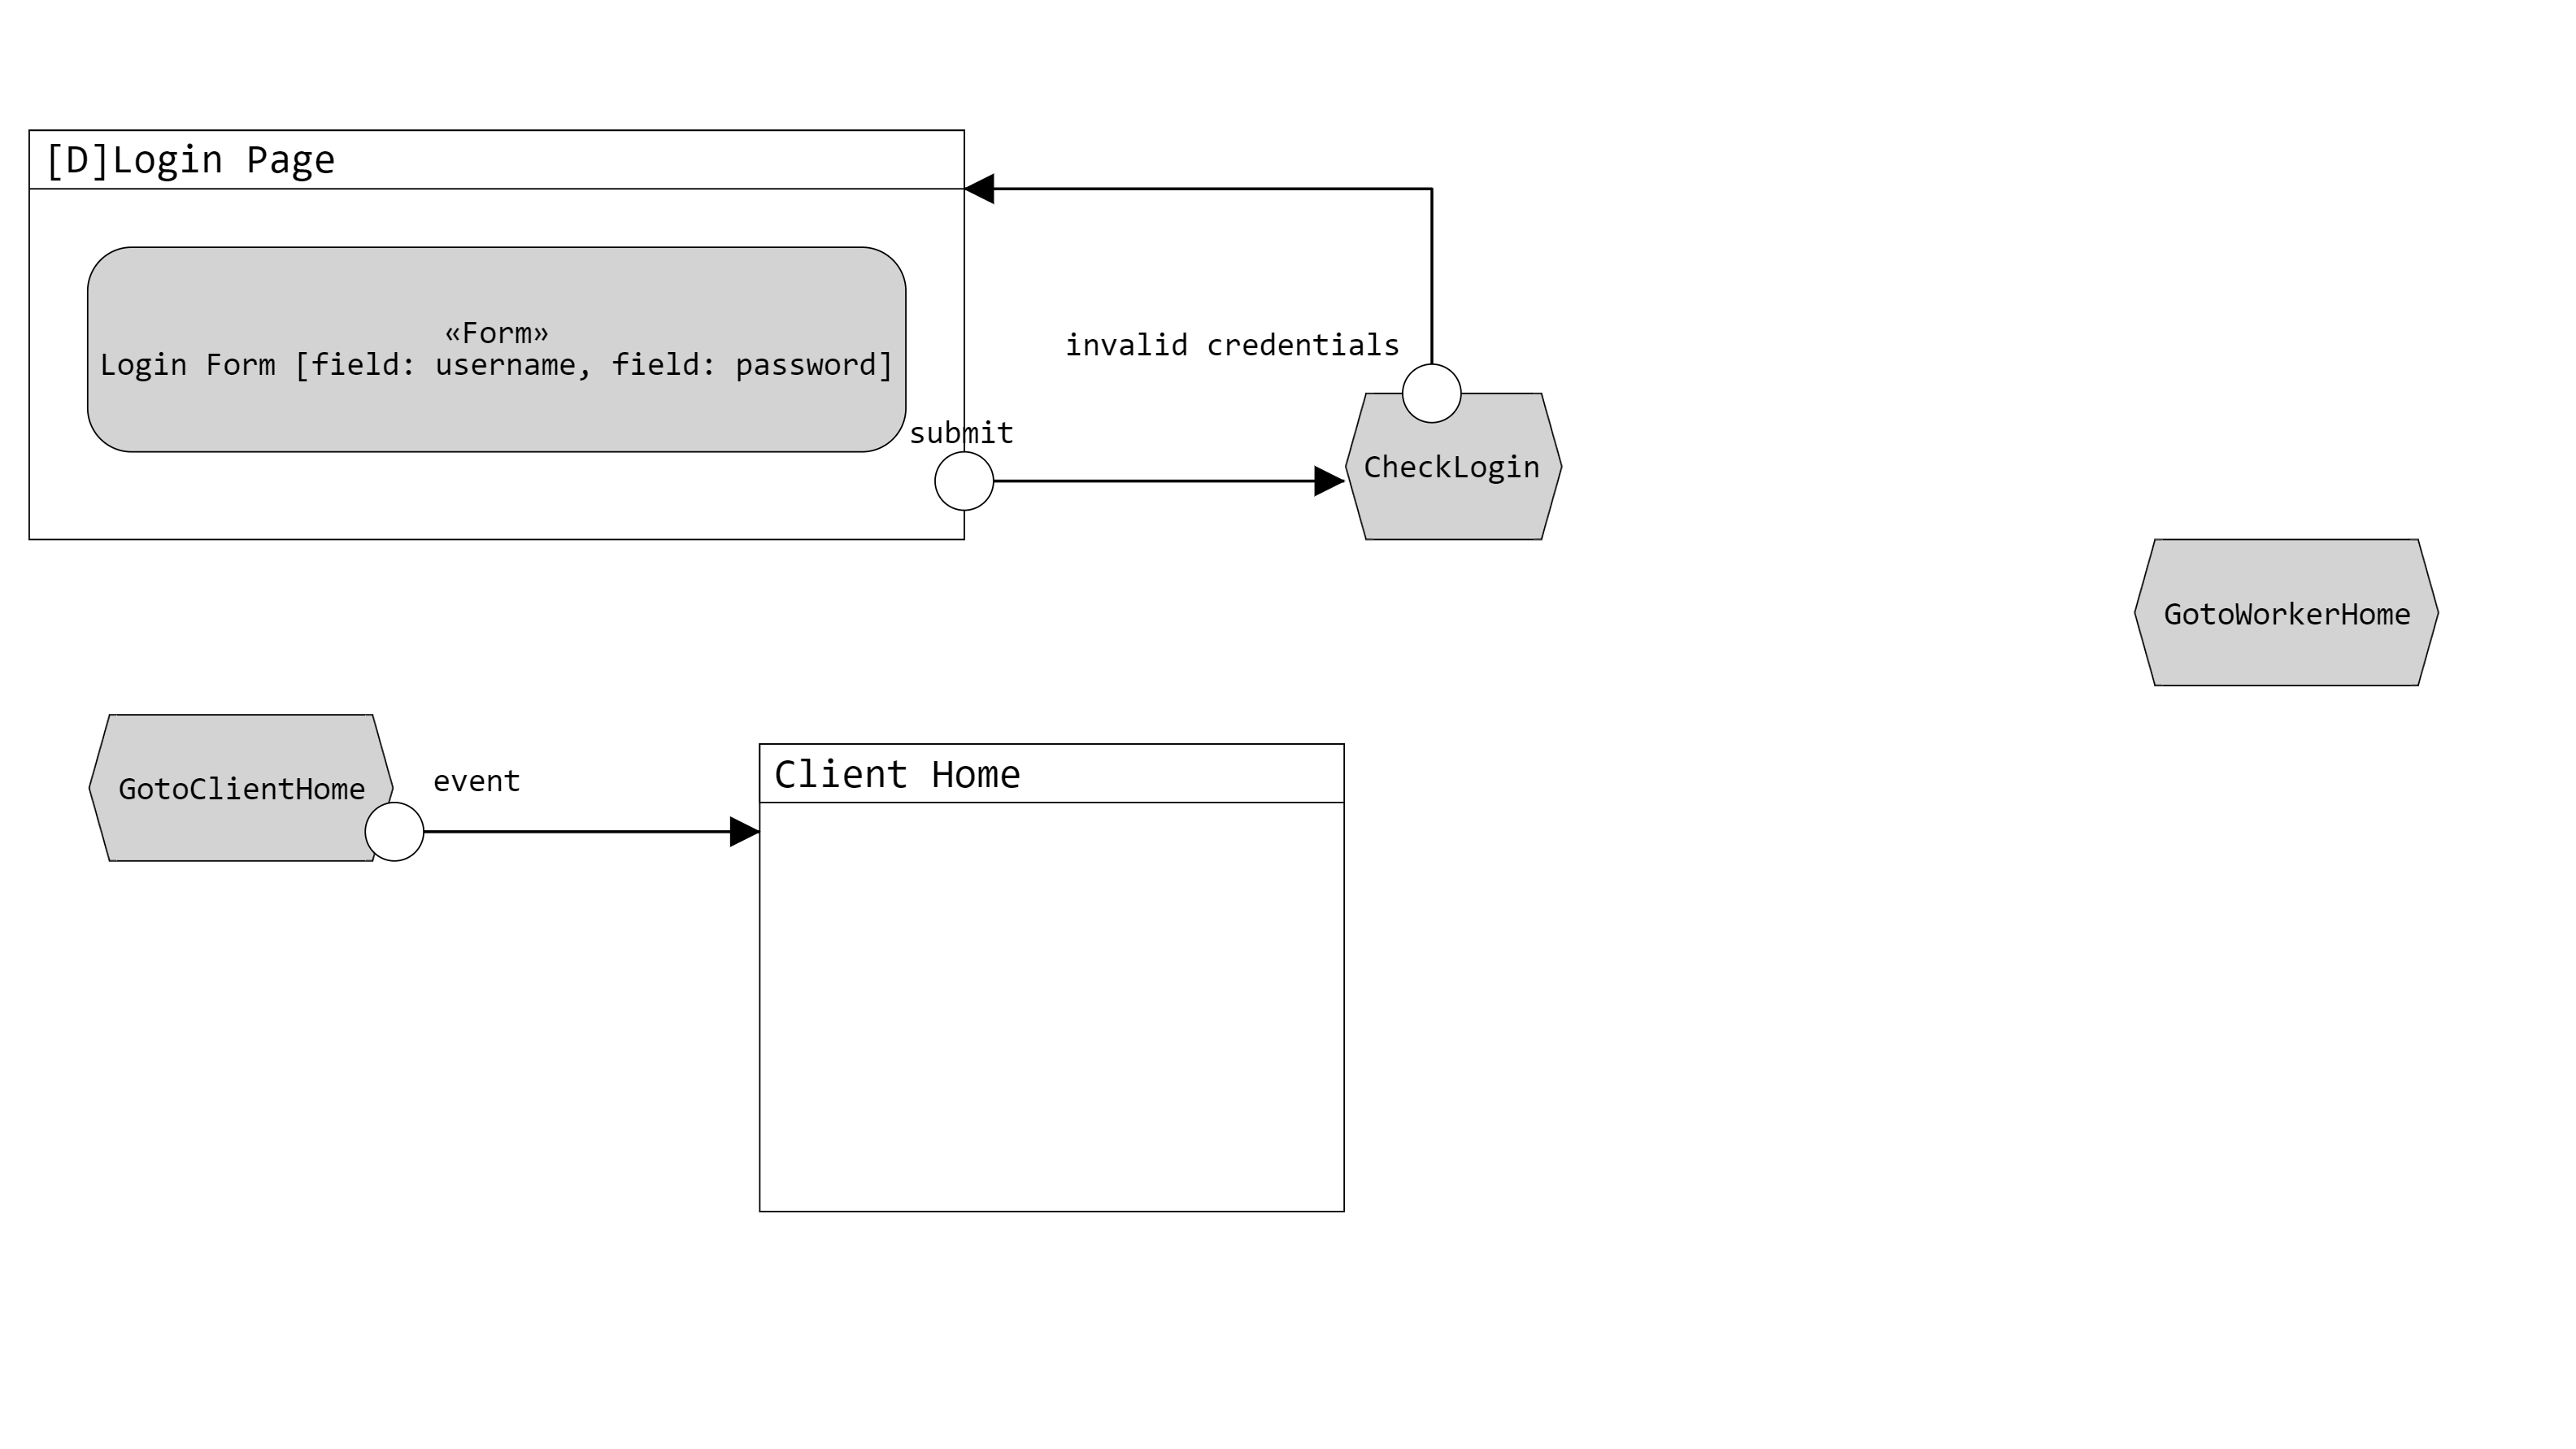 [D]Login Page
«Form»
Login Form [field: username, field: password]
invalid credentials
submit
CheckLogin
GotoWorkerHome
GotoClientHome
event
Client Home